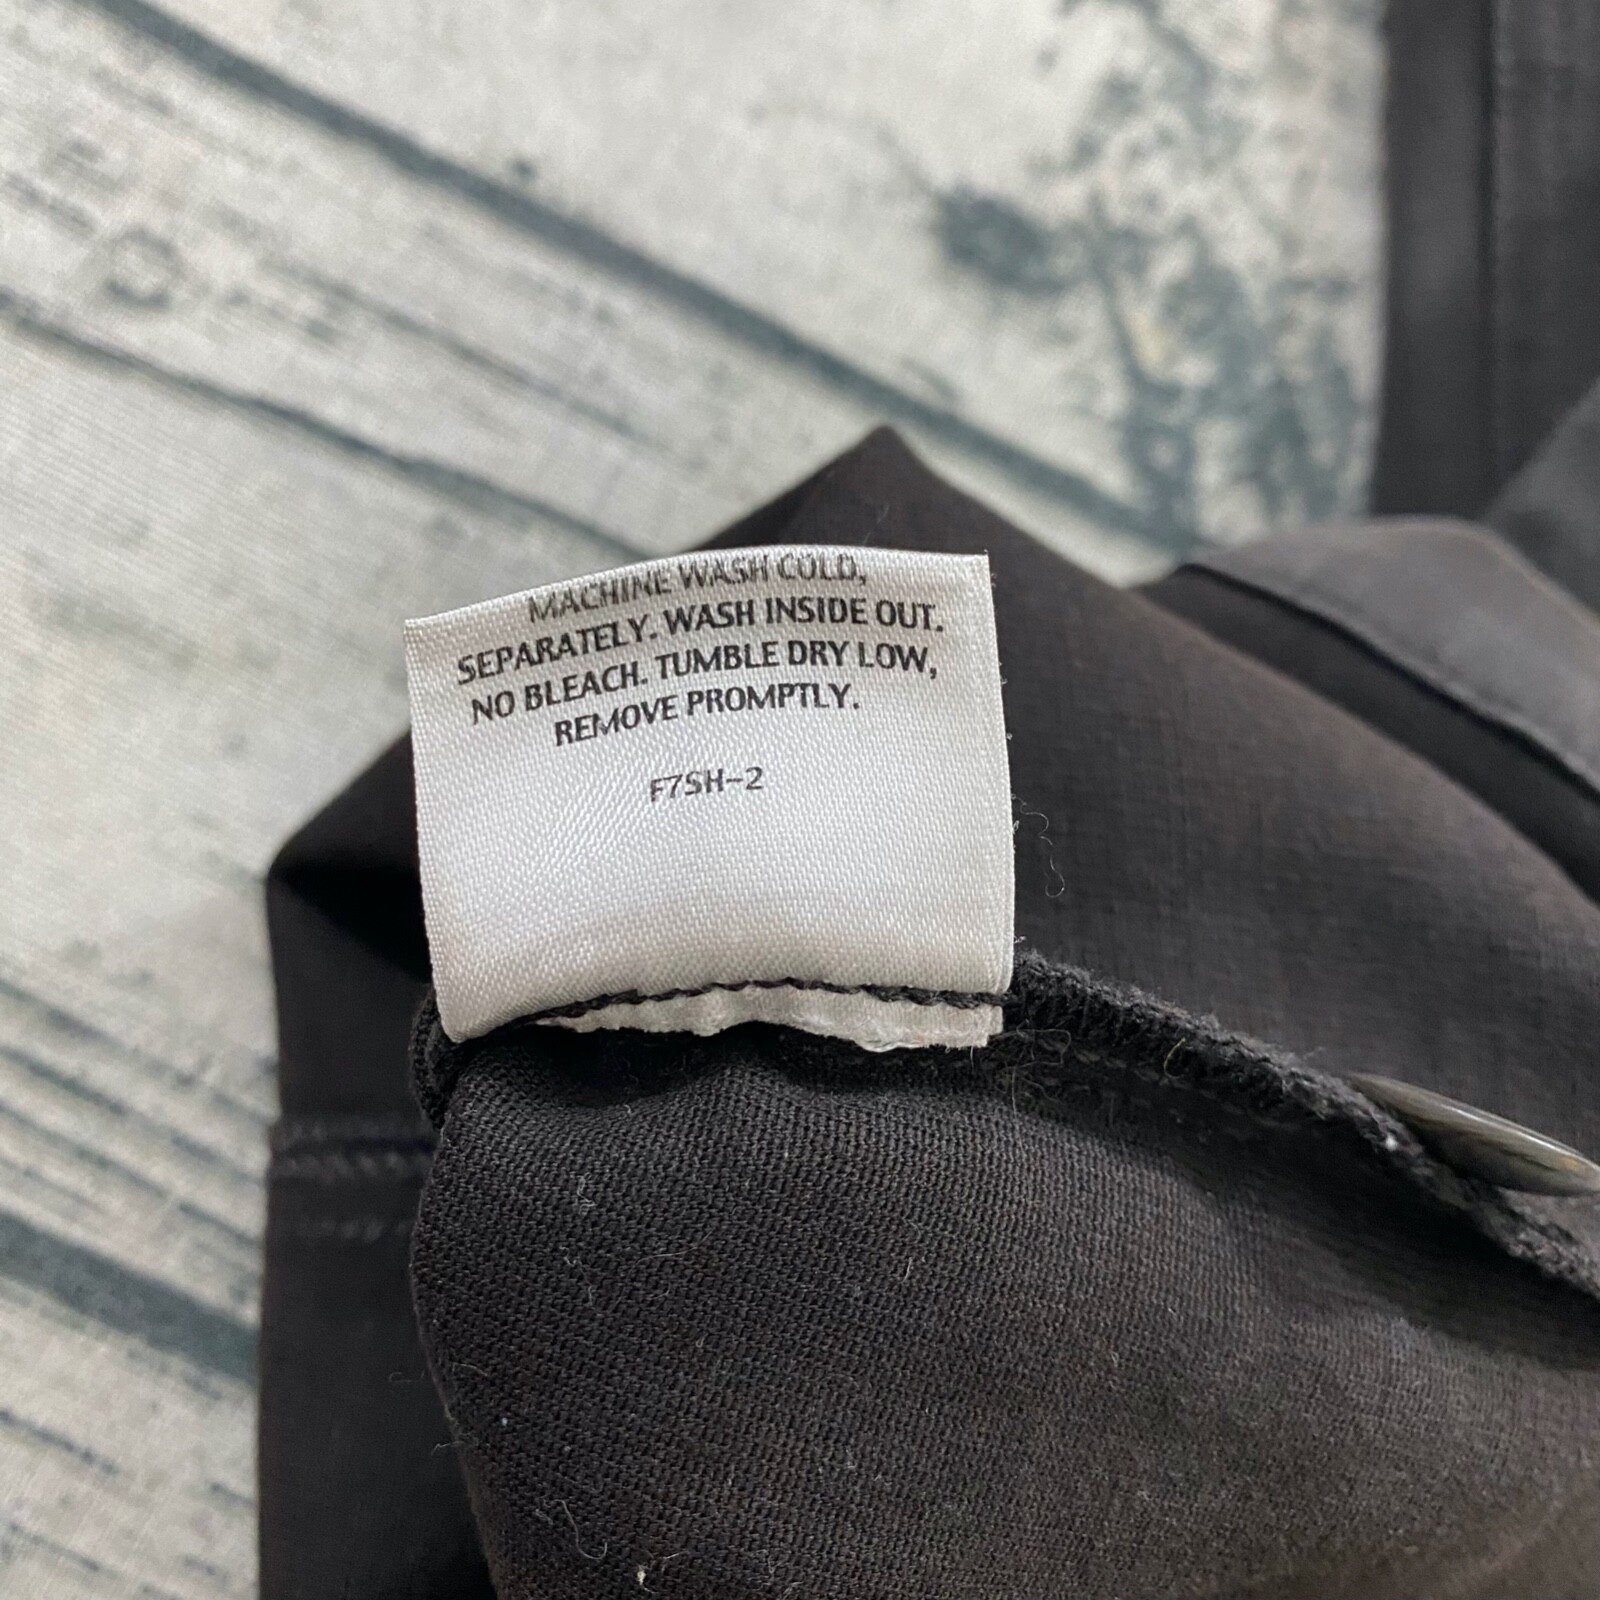 MACHINE WASH COLD,
SEPARATELY. WASH INSIDE OUT.
NO BLEACH. TUMBLE DRY LOW,
REMOVE PROMPTLY.
F7SH-2